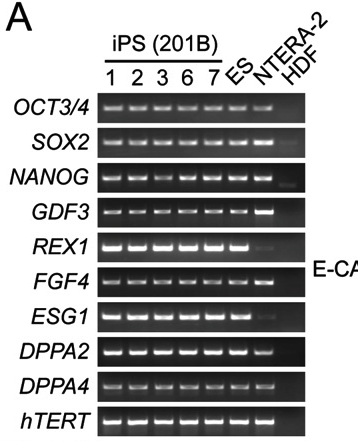 A
iPS (201B)
1 2 3 6 7 ES NTERA-2 HDF
OCT3/4
SOX2
NANOG
GDF3
REX1
E-CA
FGF4
ESG1
DPPA2
DPPA4
hTERT